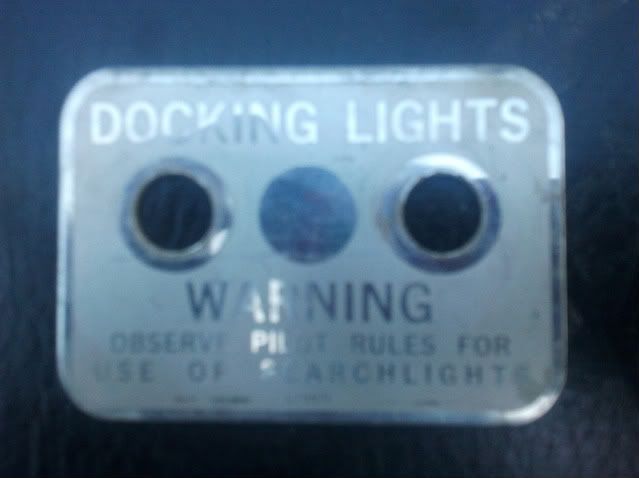 DOCKING LIGHTS
WARNING
OBSERVE PILOT RULES FOR
USE OF SEARCHLIGHTS